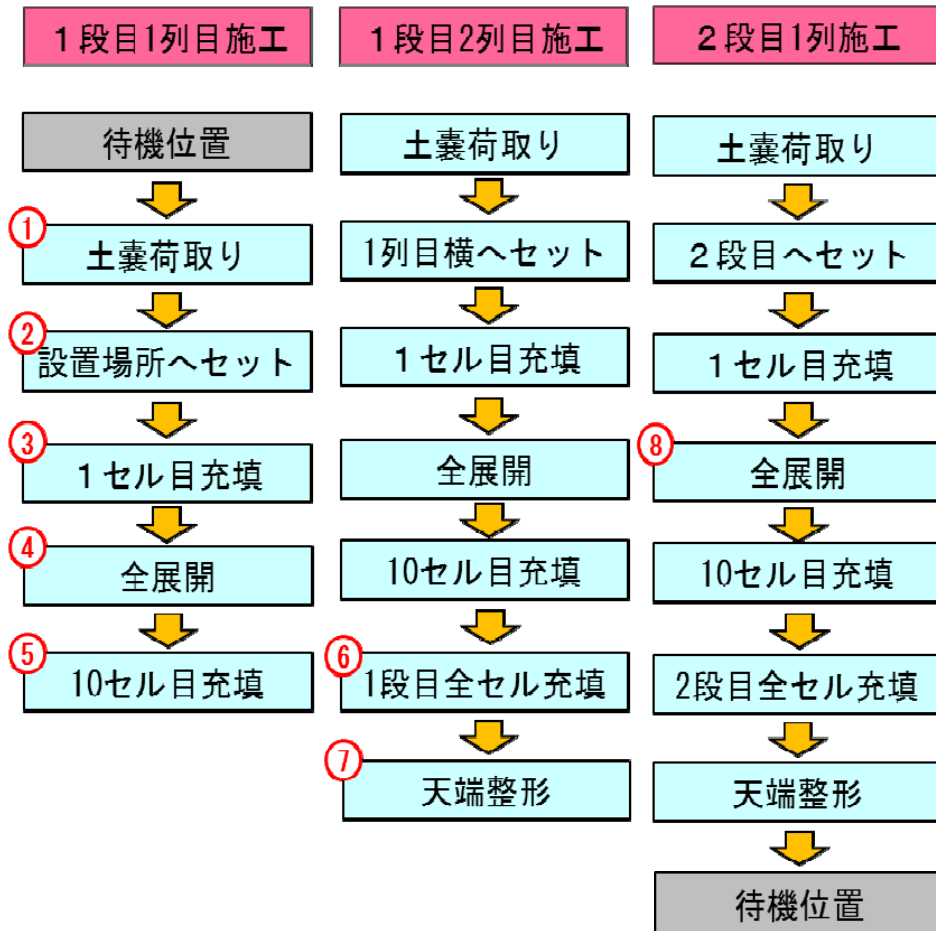 １段目1列目施工
待機位置
①
土嚢荷取り
②
設置場所へセット
③
１セル目充填
④
全展開
⑤
10セル目充填
１段目2列目施工
土嚢荷取り
1列目横へセット
１セル目充填
全展開
10セル目充填
⑥
1段目全セル充填
⑦
天端整形
２段目1列施工
土嚢荷取り
２段目へセット
１セル目充填
⑧
全展開
10セル目充填
2段目全セル充填
天端整形
待機位置